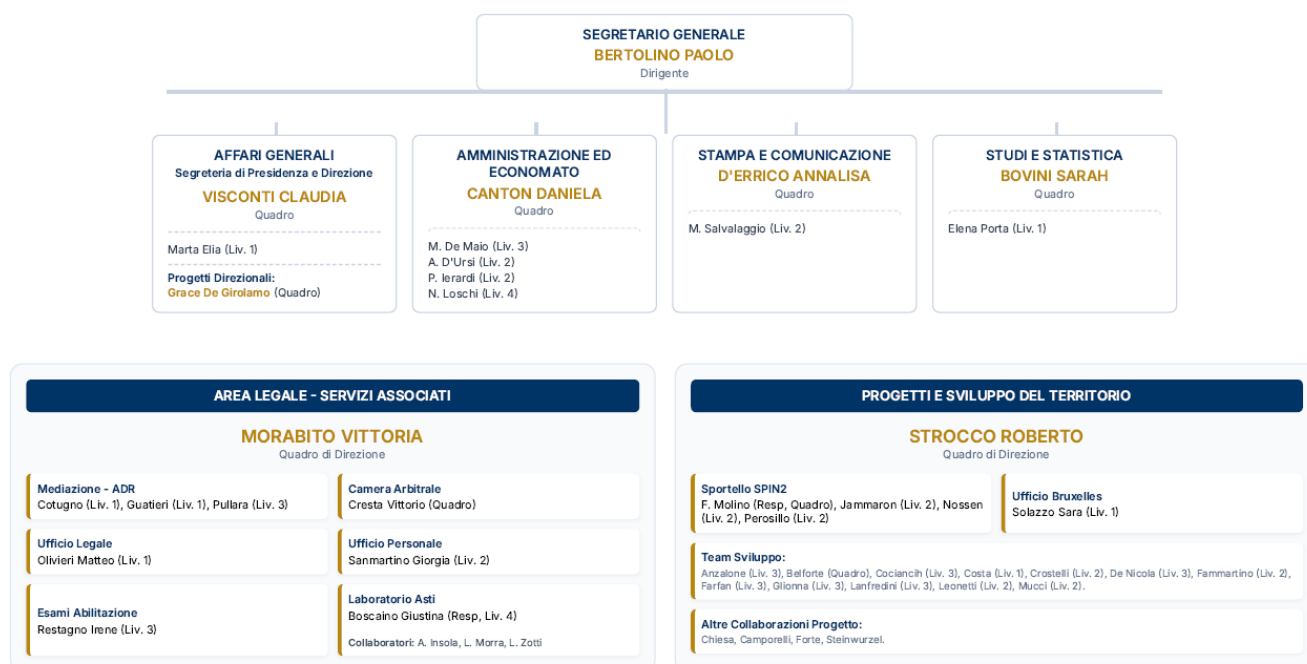 SEGRETARIO GENERALE
BERTOLINO PAOLO
Dirigente
AFFARI GENERALI
Segreteria di Presidenza e Direzione
VISCONTI CLAUDIA
Quadro
Marta Elia (Liv. 1)
Progetti Direzionali:
Grace De Girolamo (Quadro)
AMMINISTRAZIONE ED
ECONOMATO
CANTON DANIELA
Quadro
M. De Maio (Liv. 3)
A. D'Ursi (Liv. 2)
P. Ierardi (Liv. 2)
N. Loschi (Liv. 4)
STAMPA E COMUNICAZIONE
D'ERRICO ANNALISA
Quadro
M. Salvalaggio (Liv. 2)
STUDI E STATISTICA
BOVINI SARAH
Quadro
Elena Porta (Liv. 1)
AREA LEGALE - SERVIZI ASSOCIATI
MORABITO VITTORIA
Quadro di Direzione
Mediazione - ADR
Cotugno (Liv. 1), Guatieri (Liv. 1), Pullara (Liv. 3)
Camera Arbitrale
Cresta Vittorio (Quadro)
Ufficio Legale
Olivieri Matteo (Liv. 1)
Ufficio Personale
Sanmartino Giorgia (Liv. 2)
Esami Abilitazione
Restagno Irene (Liv. 3)
Laboratorio Asti
Boscaino Giustina (Resp, Liv. 4)
Collaboratori: A. Insola, L. Morra, L. Zotti
PROGETTI E SVILUPPO DEL TERRITORIO
STROCCO ROBERTO
Quadro di Direzione
Sportello SPIN2
F. Molino (Resp, Quadro), Jammaron (Liv. 2), Nossen
(Liv. 2), Perosillo (Liv. 2)
Ufficio Bruxelles
Solazzo Sara (Liv. 1)
Team Sviluppo:
Anzalone (Liv. 3), Belforte (Quadro), Cociancih (Liv. 3), Costa (Liv. 1), Crostelli (Liv. 2), De Nicola (Liv. 3), Fammartino (Liv. 2),
Farfan (Liv. 3), Glionna (Liv. 3), Lanfredini (Liv. 3), Leonetti (Liv. 2), Mucci (Liv. 2).
Altre Collaborazioni Progetto:
Chiesa, Camporelli, Forte, Steinwurzel.